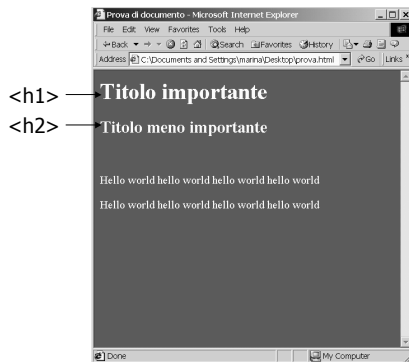 Prova di documento - Microsoft Internet Explorer
File Edit View Favorites Tools Help
Back Search Favorites History
Address C:\Documents and Settings\marina\Desktop\prova.html Go Links »
<h1> Titolo importante
<h2> Titolo meno importante
Hello world hello world hello world hello world
Hello world hello world hello world hello world
Done My Computer